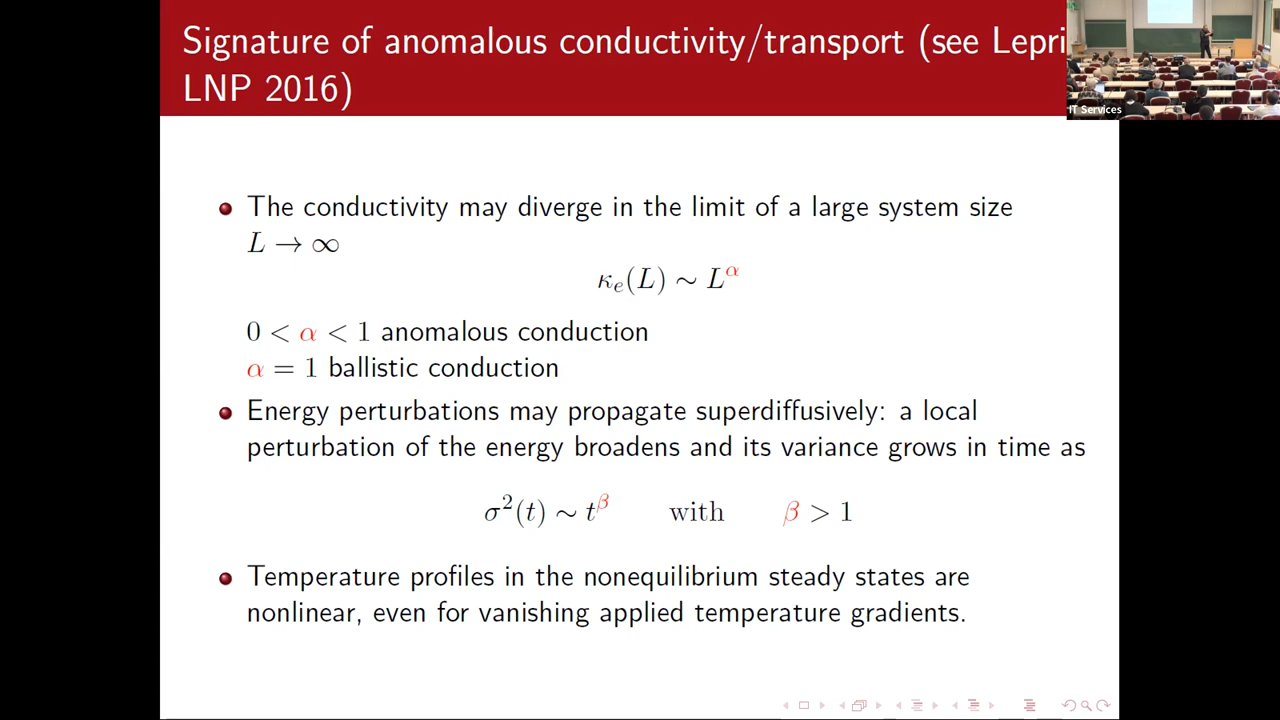 Signature of anomalous conductivity/transport (see Lepri
LNP 2016)
IT Services
The conductivity may diverge in the limit of a large system size
L → ∞
κₑ(L) ∼ L^α
0 < α < 1 anomalous conduction
α = 1 ballistic conduction
Energy perturbations may propagate superdiffusively: a local
perturbation of the energy broadens and its variance grows in time as
σ²(t) ∼ t^β with β > 1
Temperature profiles in the nonequilibrium steady states are
nonlinear, even for vanishing applied temperature gradients.